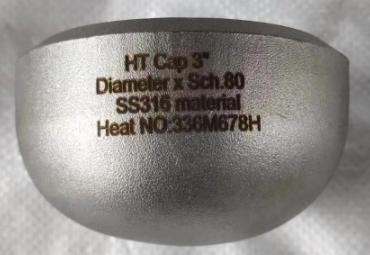 HT Cap 3"
Diameter x Sch.80
SS316 material
Heat NO:336M678H